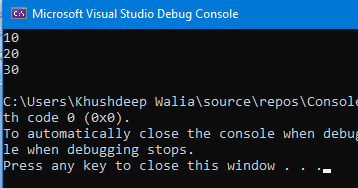 Microsoft Visual Studio Debug Console
10
20
30
C:\Users\Khushdeep Walia\source\repos\Console
th code 0 (0x0).
To automatically close the console when debug
le when debugging stops.
Press any key to close this window . . .